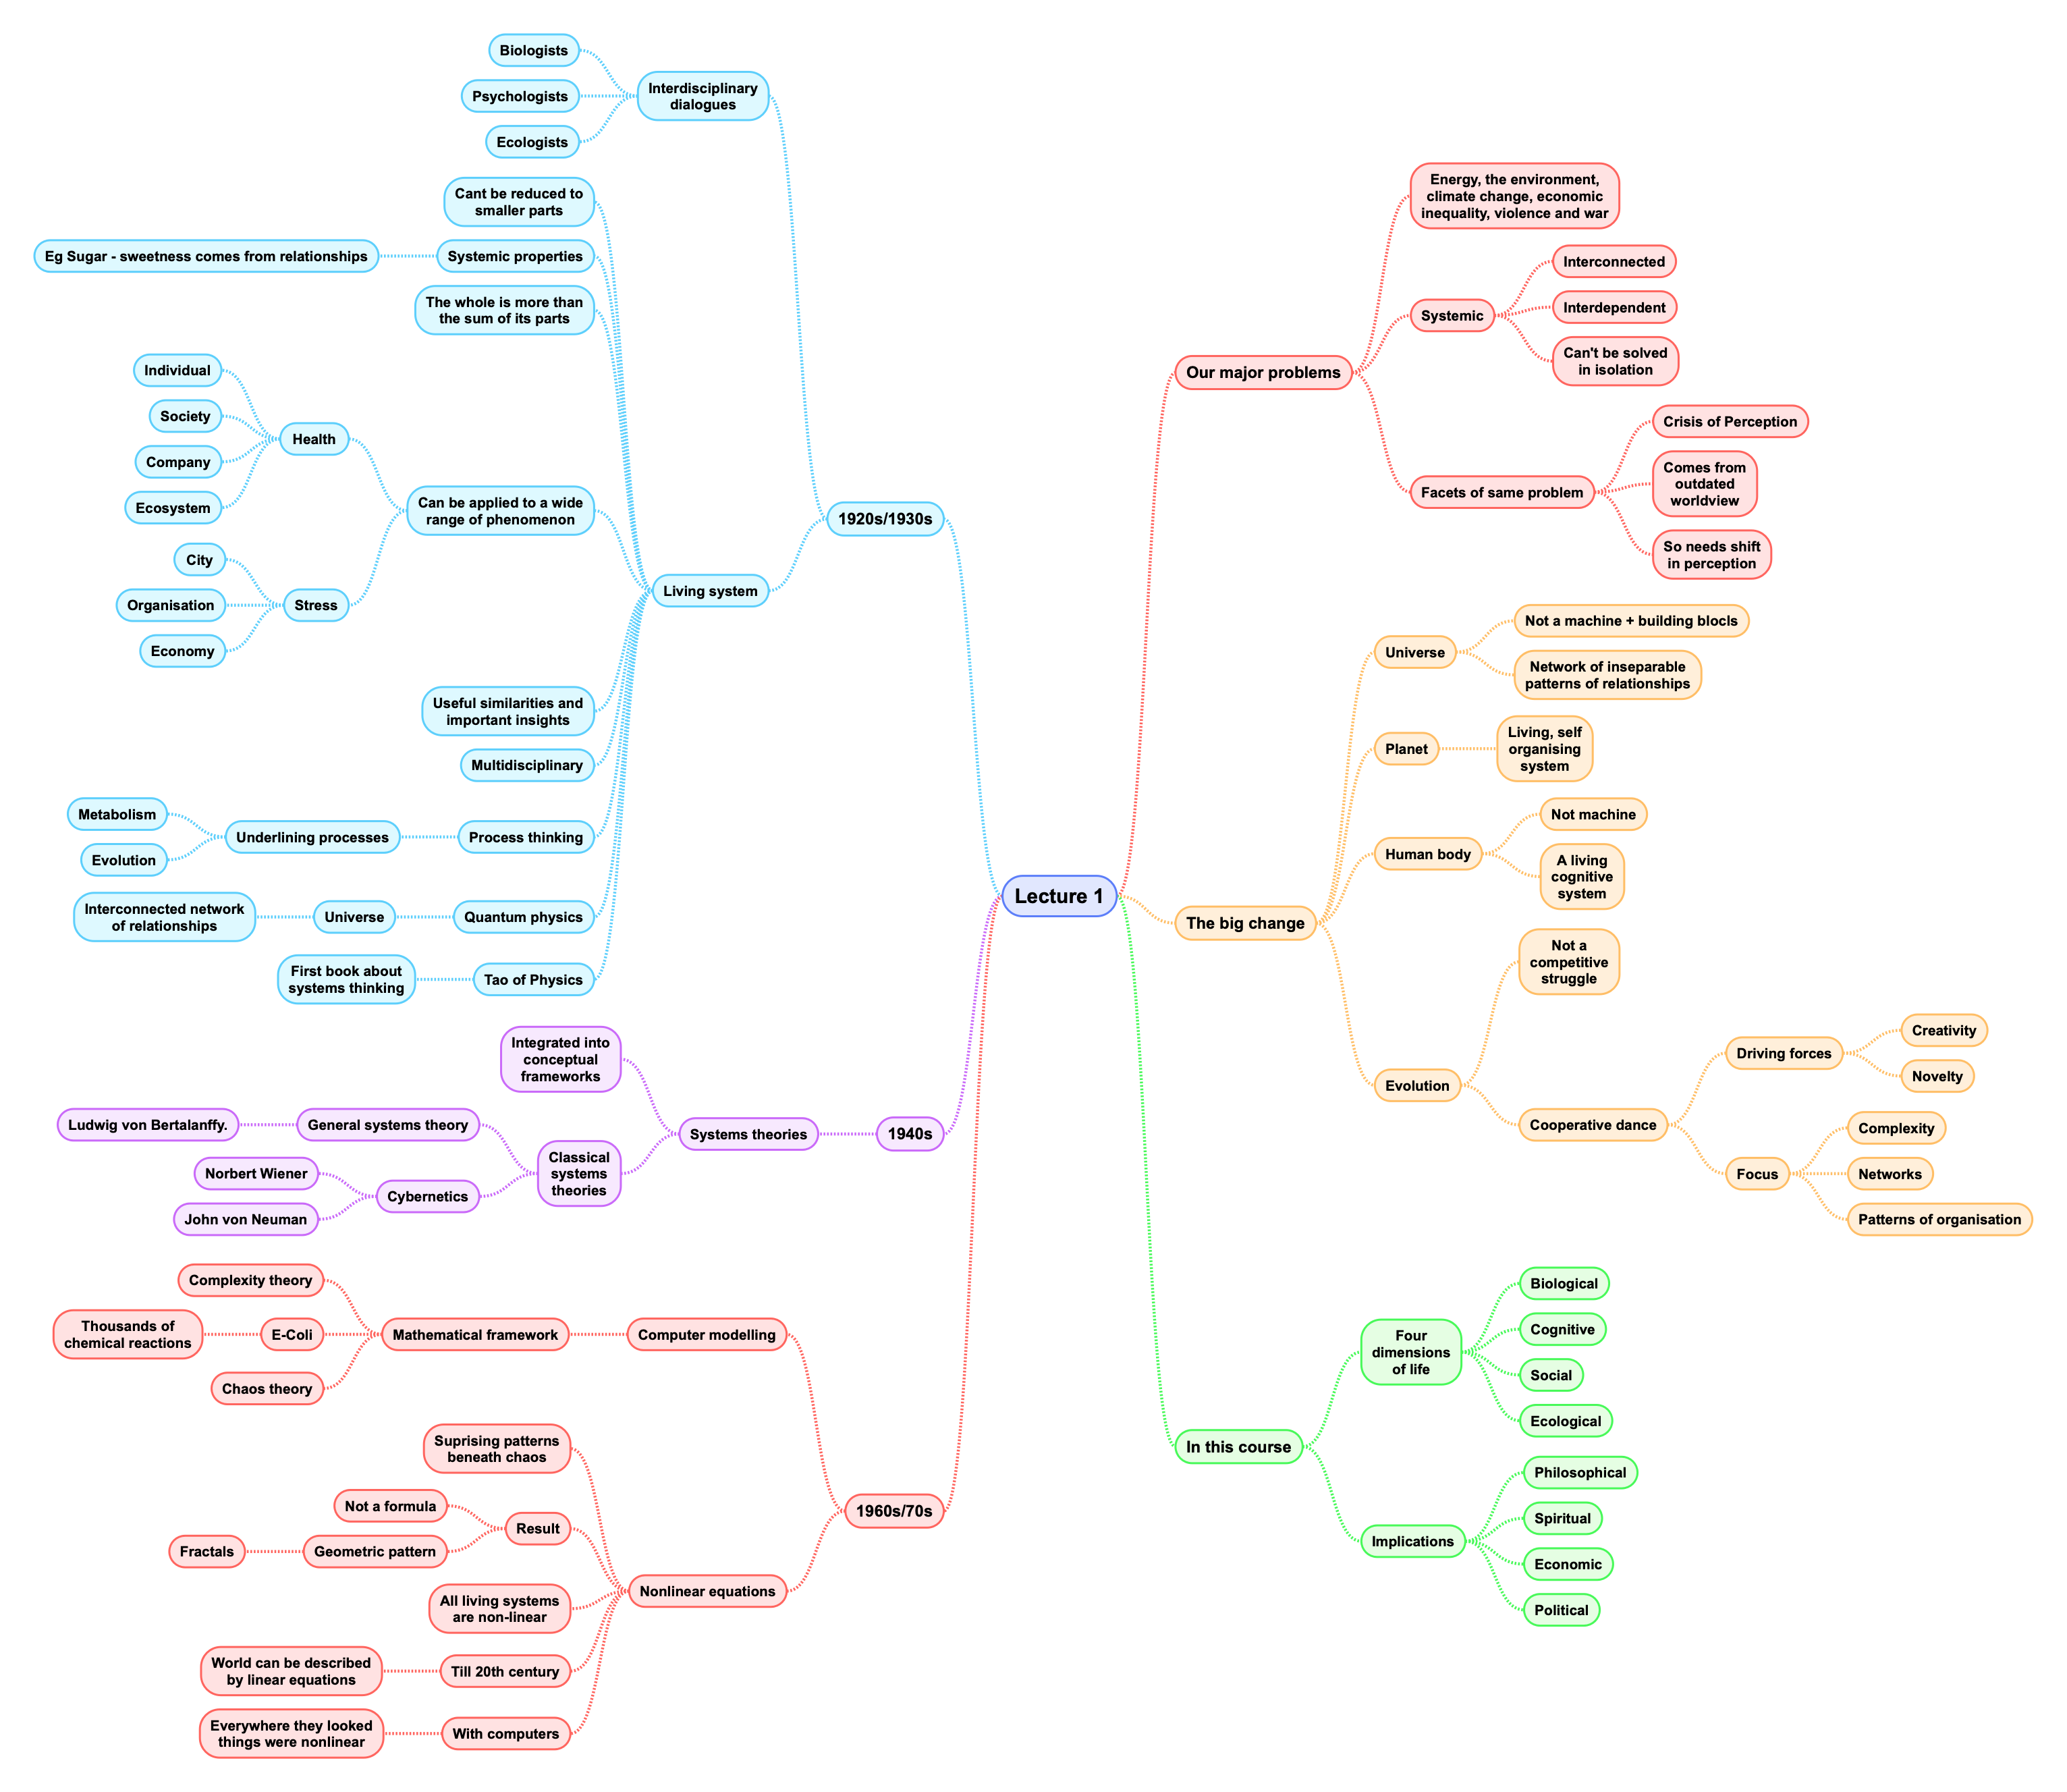 Lecture 1
Our major problems
Energy, the environment,
climate change, economic
inequality, violence and war
Systemic
Interconnected
Interdependent
Can't be solved
in isolation
Facets of same problem
Crisis of Perception
Comes from
outdated
worldview
So needs shift
in perception
The big change
Universe
Not a machine + building blocls
Network of inseparable
patterns of relationships
Planet
Living, self
organising
system
Human body
Not machine
A living
cognitive
system
Evolution
Not a
competitive
struggle
Cooperative dance
Driving forces
Creativity
Novelty
Focus
Complexity
Networks
Patterns of organisation
In this course
Four
dimensions
of life
Biological
Cognitive
Social
Ecological
Implications
Philosophical
Spiritual
Economic
Political
1920s/1930s
Interdisciplinary
dialogues
Biologists
Psychologists
Ecologists
Living system
Cant be reduced to
smaller parts
Systemic properties
Eg Sugar - sweetness comes from relationships
The whole is more than
the sum of its parts
Can be applied to a wide
range of phenomenon
Health
Individual
Society
Company
Ecosystem
Stress
City
Organisation
Economy
Useful similarities and
important insights
Multidisciplinary
Process thinking
Underlining processes
Metabolism
Evolution
Quantum physics
Universe
Interconnected network
of relationships
Tao of Physics
First book about
systems thinking
1940s
Systems theories
Integrated into
conceptual
frameworks
Classical
systems
theories
General systems theory
Ludwig von Bertalanffy.
Cybernetics
Norbert Wiener
John von Neuman
1960s/70s
Computer modelling
Mathematical framework
Complexity theory
E-Coli
Thousands of
chemical reactions
Chaos theory
Nonlinear equations
Suprising patterns
beneath chaos
Result
Not a formula
Geometric pattern
Fractals
All living systems
are non-linear
Till 20th century
World can be described
by linear equations
With computers
Everywhere they looked
things were nonlinear